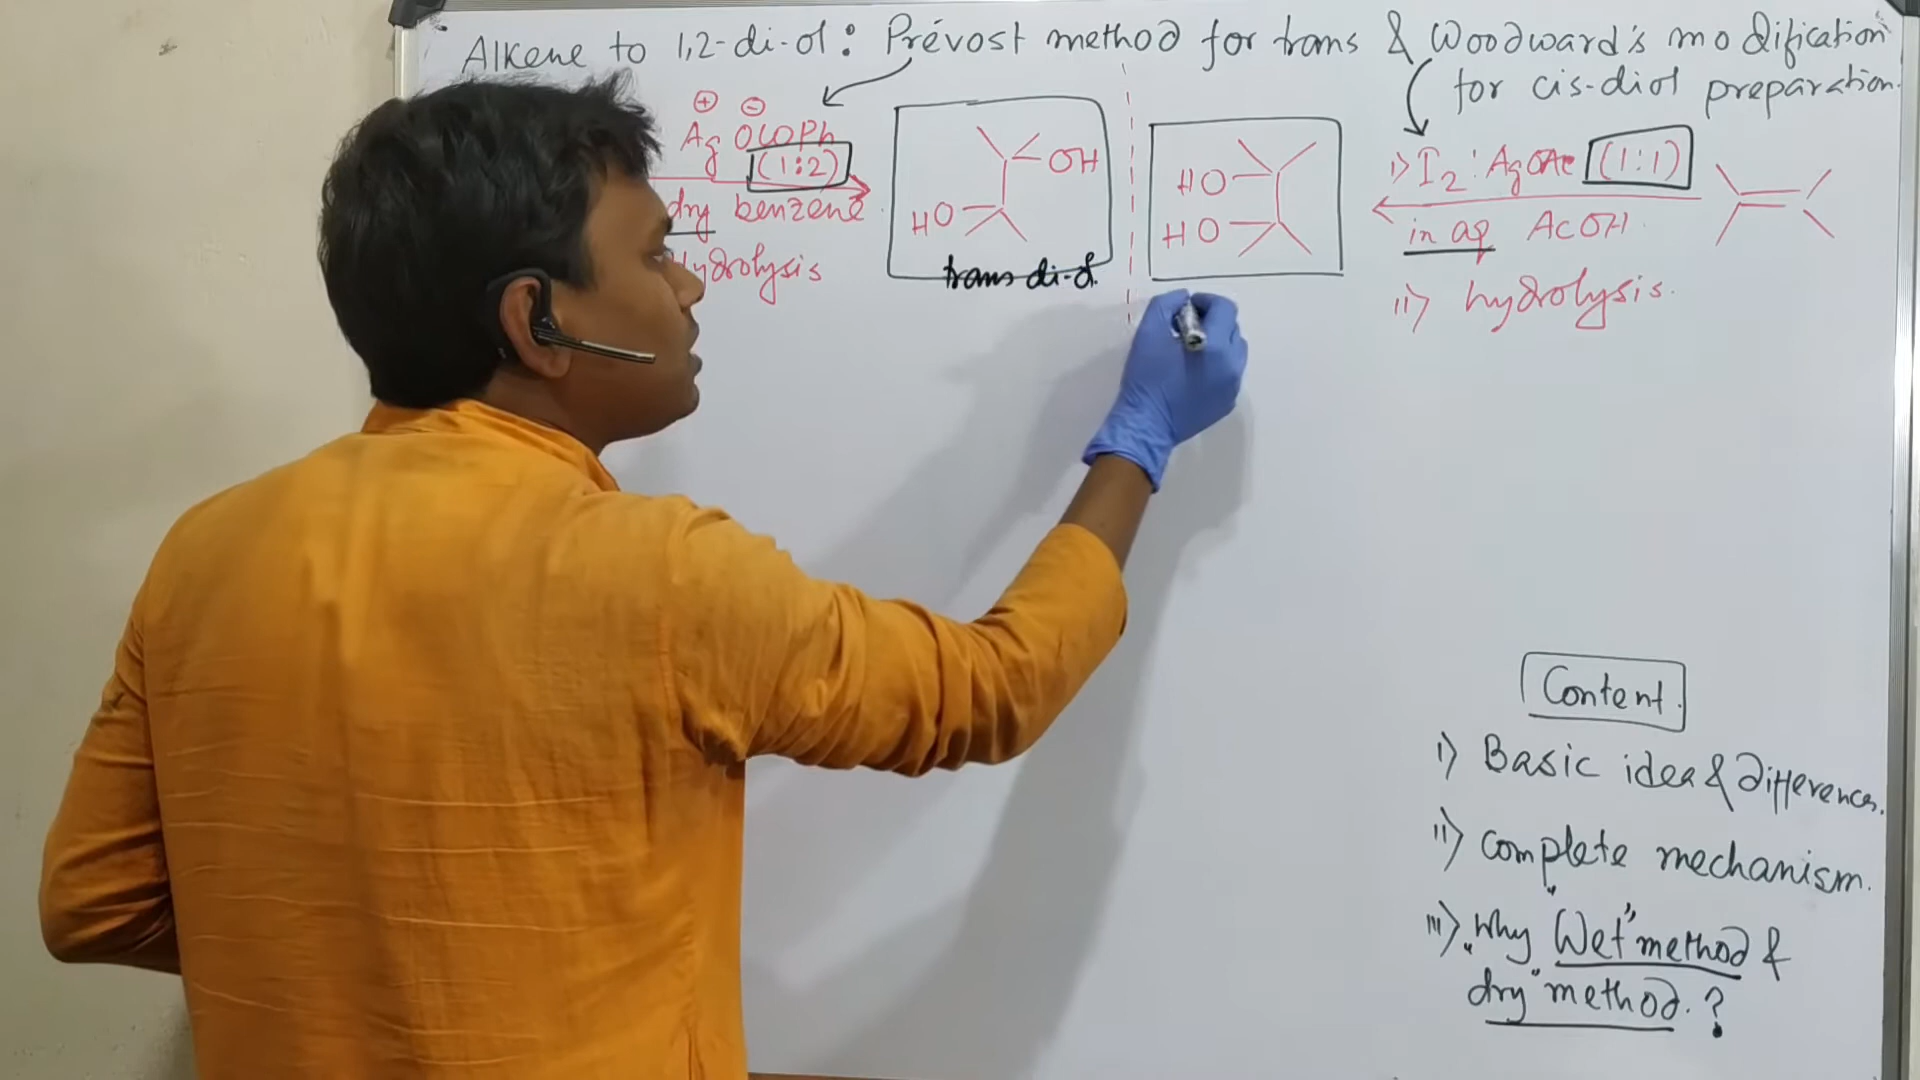 Alkene to 1,2-di-ol: Prévost method for trans & Woodward's modification
for cis-diol preparation.
⊕ ⊖
Ag OCOPh
(1:2)
dry benzene
Hydrolysis
OH
HO
trans di-ol.
HO
HO
i) I2 : AgOAc (1:1)
in aq AcOH.
ii) hydrolysis.
Content.
i) Basic idea & differences.
ii) complete mechanism.
iii) Why "Wet" method &
"dry" method. ?